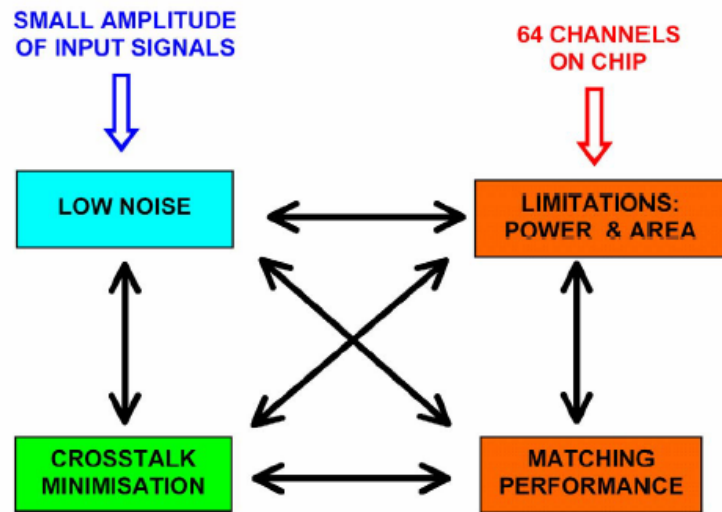 SMALL AMPLITUDE
OF INPUT SIGNALS
64 CHANNELS
ON CHIP
LOW NOISE
LIMITATIONS:
POWER & AREA
CROSSTALK
MINIMISATION
MATCHING
PERFORMANCE